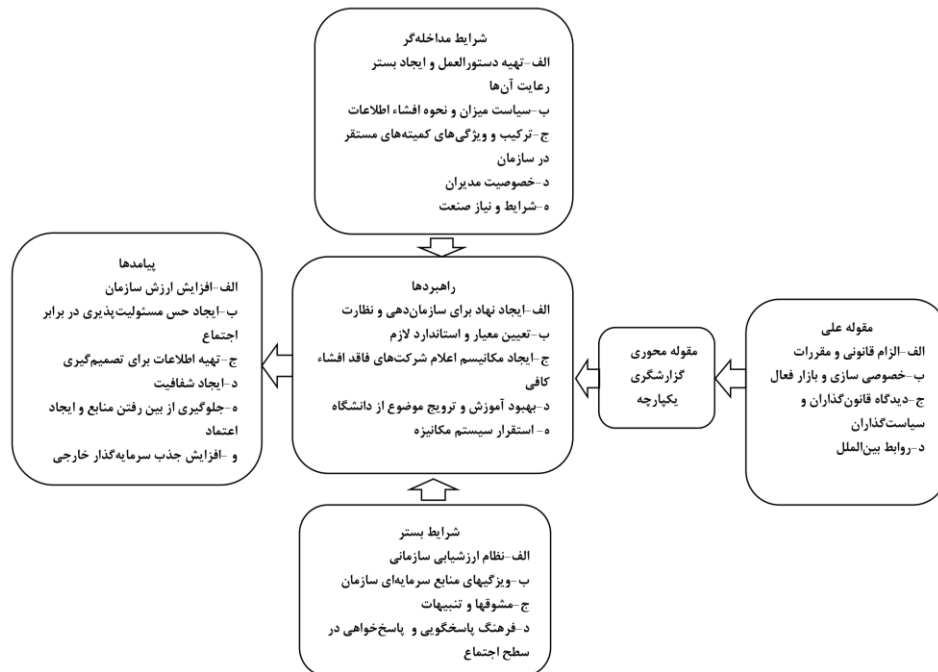 شرایط مداخله‌گر
الف-تهیه دستورالعمل و ایجاد بستر
رعایت آن‌ها
ب-سیاست میزان و نحوه افشاء اطلاعات
ج-ترکیب و ویژگی‌های کمیته‌های مستقر
در سازمان
د-خصوصیت مدیران
ه-شرایط و نیاز صنعت
مقوله علی
الف-الزام قانونی و مقررات
ب-خصوصی سازی و بازار فعال
ج-دیدگاه قانون‌گذاران و
سیاست‌گذاران
د-روابط بین‌الملل
مقوله محوری
گزارشگری
یکپارچه
راهبردها
الف-ایجاد نهاد برای سازمان‌دهی و نظارت
ب-تعیین معیار و استاندارد لازم
ج-ایجاد مکانیسم اعلام شرکت‌های فاقد افشاء
کافی
د-بهبود آموزش و ترویج موضوع از دانشگاه
ه- استقرار سیستم مکانیزه
پیامدها
الف-افزایش ارزش سازمان
ب-ایجاد حس مسئولیت‌پذیری در برابر
اجتماع
ج-تهیه اطلاعات برای تصمیم‌گیری
د-ایجاد شفافیت
ه-جلوگیری از بین رفتن منابع و ایجاد
اعتماد
و -افزایش جذب سرمایه‌گذار خارجی
شرایط بستر
الف-نظام ارزشیابی سازمانی
ب-ویژگیهای منابع سرمایه‌ای سازمان
ج-مشوقها و تنبیهات
د-فرهنگ پاسخگویی و پاسخ‌خواهی در
سطح اجتماع